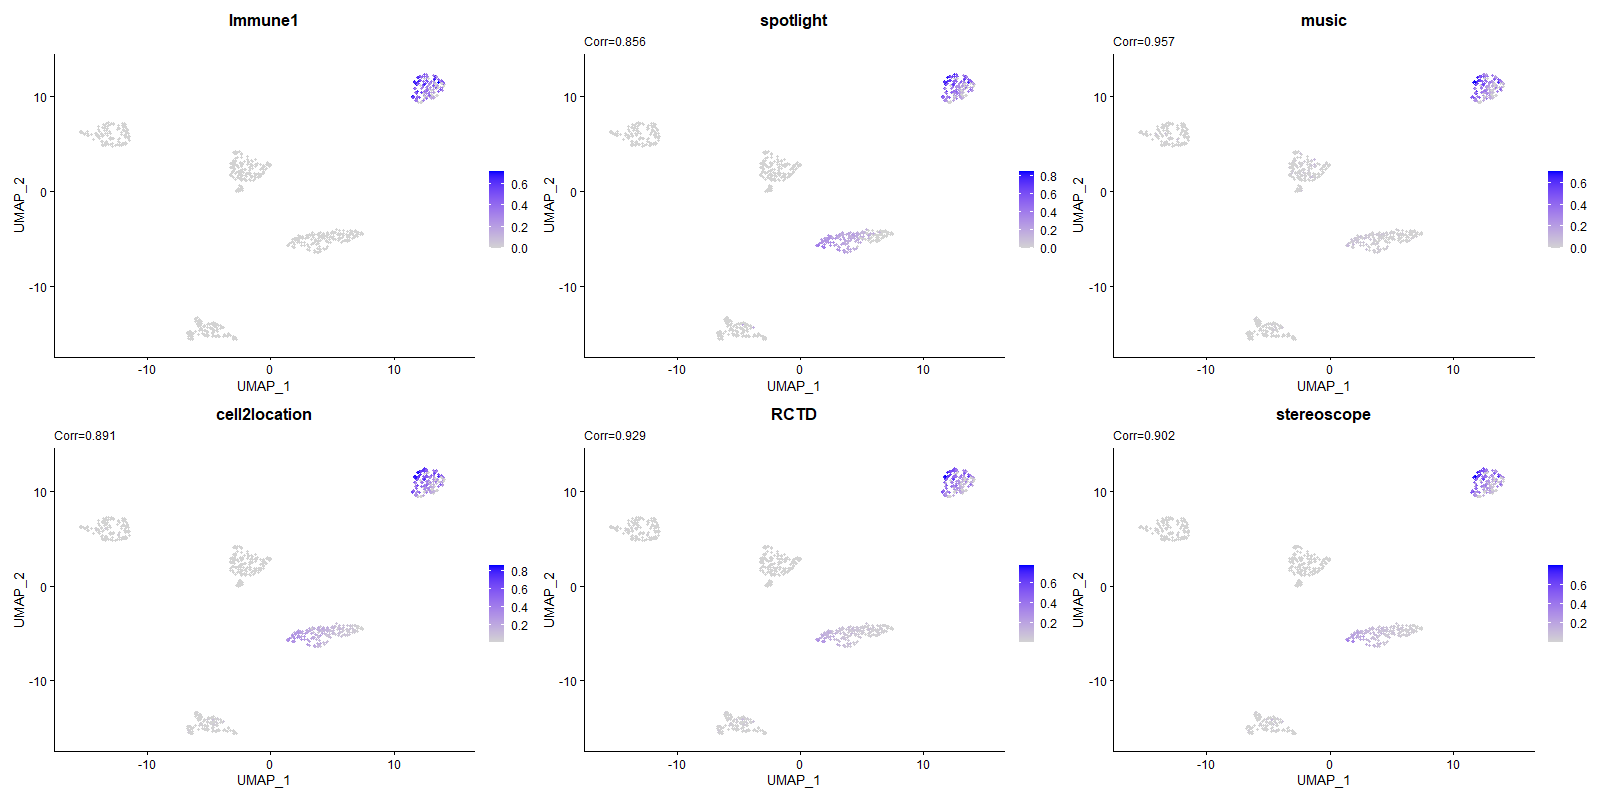 Immune1
UMAP_2
10
0
-10
-10
0
10
UMAP_1
0.6
0.4
0.2
0.0
spotlight
Corr=0.856
UMAP_2
10
0
-10
-10
0
10
UMAP_1
0.8
0.6
0.4
0.2
0.0
music
Corr=0.957
UMAP_2
10
0
-10
-10
0
10
UMAP_1
0.6
0.4
0.2
0.0
cell2location
Corr=0.891
UMAP_2
10
0
-10
-10
0
10
UMAP_1
0.8
0.6
0.4
0.2
RCTD
Corr=0.929
UMAP_2
10
0
-10
-10
0
10
UMAP_1
0.6
0.4
0.2
stereoscope
Corr=0.902
UMAP_2
10
0
-10
-10
0
10
UMAP_1
0.6
0.4
0.2